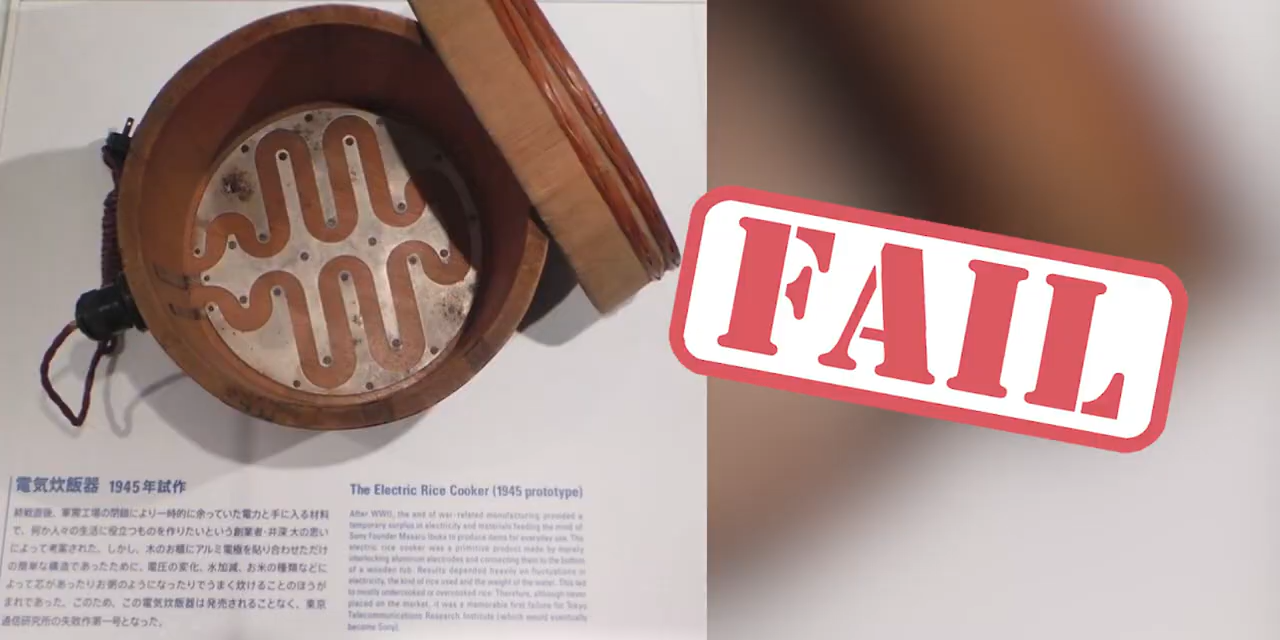 電気炊飯器 1945年試作
終戦直後、軍需工場の閉鎖により一時的に余っていた電力と手に入る材料
で、何か人々の生活に役立つものを作りたいという創業者・井深 大の思い
によって考案された。しかし、木のお櫃にアルミ電極を貼り合わせただけ
の簡単な構造であったために、電圧の変化、水加減、お米の種類などに
よって芯があったりお粥のようになったりでうまく炊けることのほうが
まれであった。このため、この電気炊飯器は発売されることなく、東京
通信研究所の失敗作第一号となった。
The Electric Rice Cooker (1945 prototype)
After WWII, the end of war-related manufacturing, provided a
temporary surplus in electricity and materials feeding the mind of
Sony Founder Masaru Ibuka to produce items for everyday use. The
electric rice cooker was a primitive product made by merely
interlocking aluminum electrodes and connecting them to the bottom
of a wooden tub. Results depended heavily on fluctuations in
electricity, the kind of rice used and the weight of the water. This led
to mostly undercooked or overcooked rice. Therefore, although never
placed on the market, it was a memorable first failure for Tokyo
Telecommunications Research Institute (which would eventually
become Sony).
FAIL